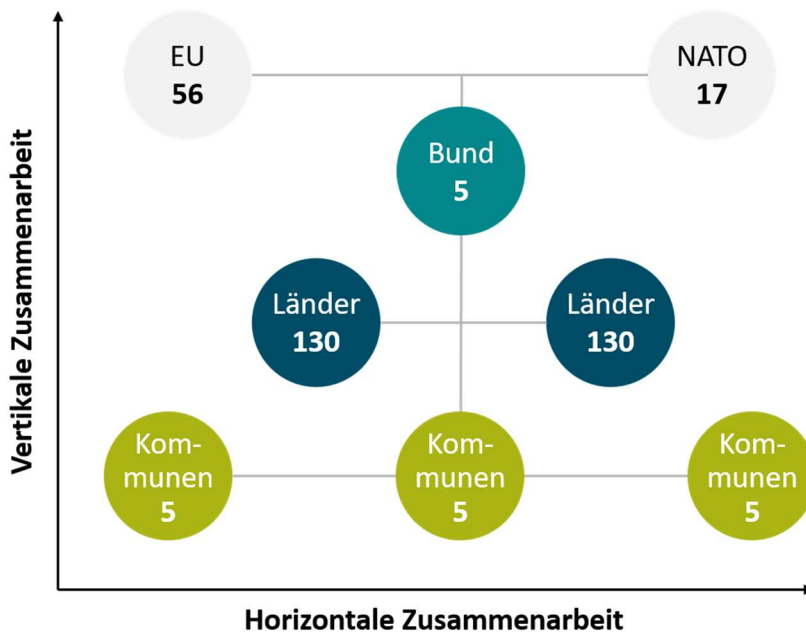 EU
56
NATO
17
Bund
5
Länder
130
Länder
130
Kom-
munen
5
Kom-
munen
5
Kom-
munen
5
Vertikale Zusammenarbeit
Horizontale Zusammenarbeit